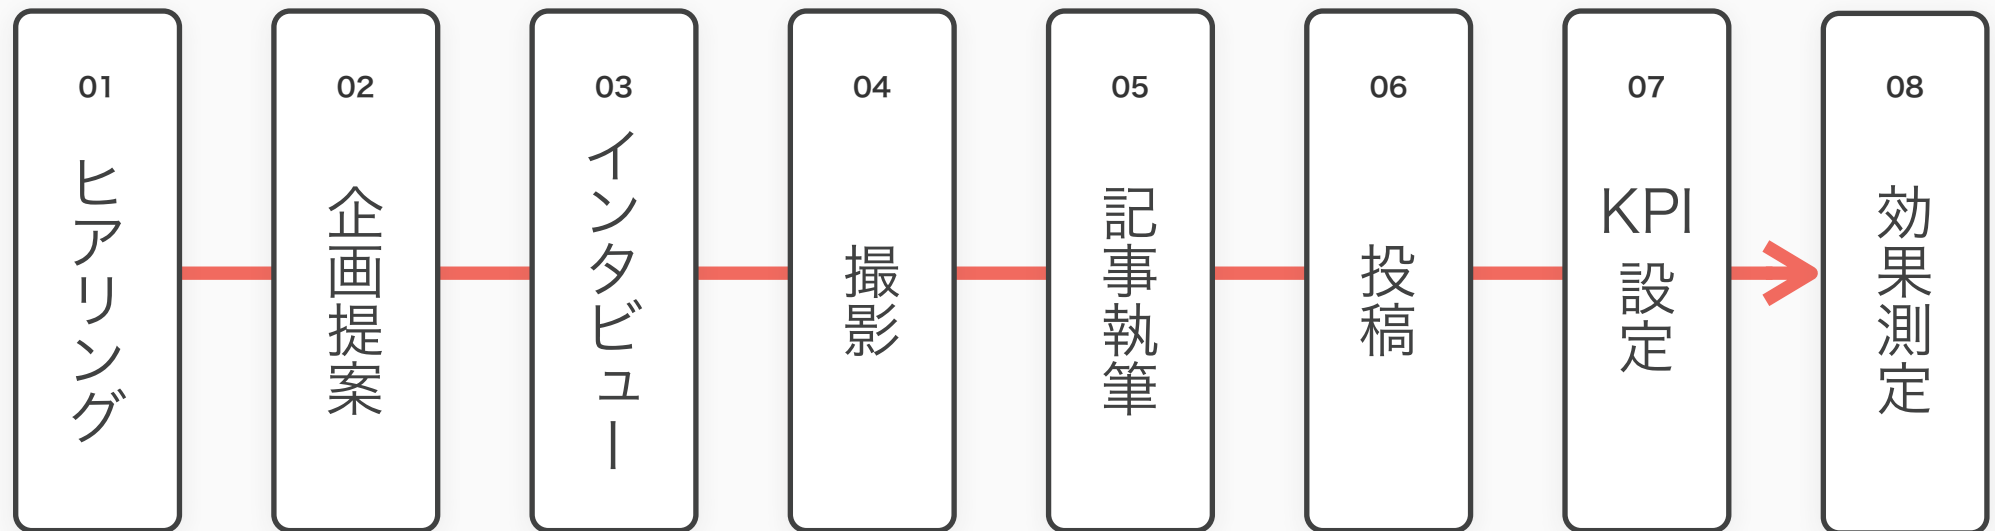 01
ヒアリング
02
企画提案
03
インタビュー
04
撮影
05
記事執筆
06
投稿
07
KPI
設定
08
効果測定